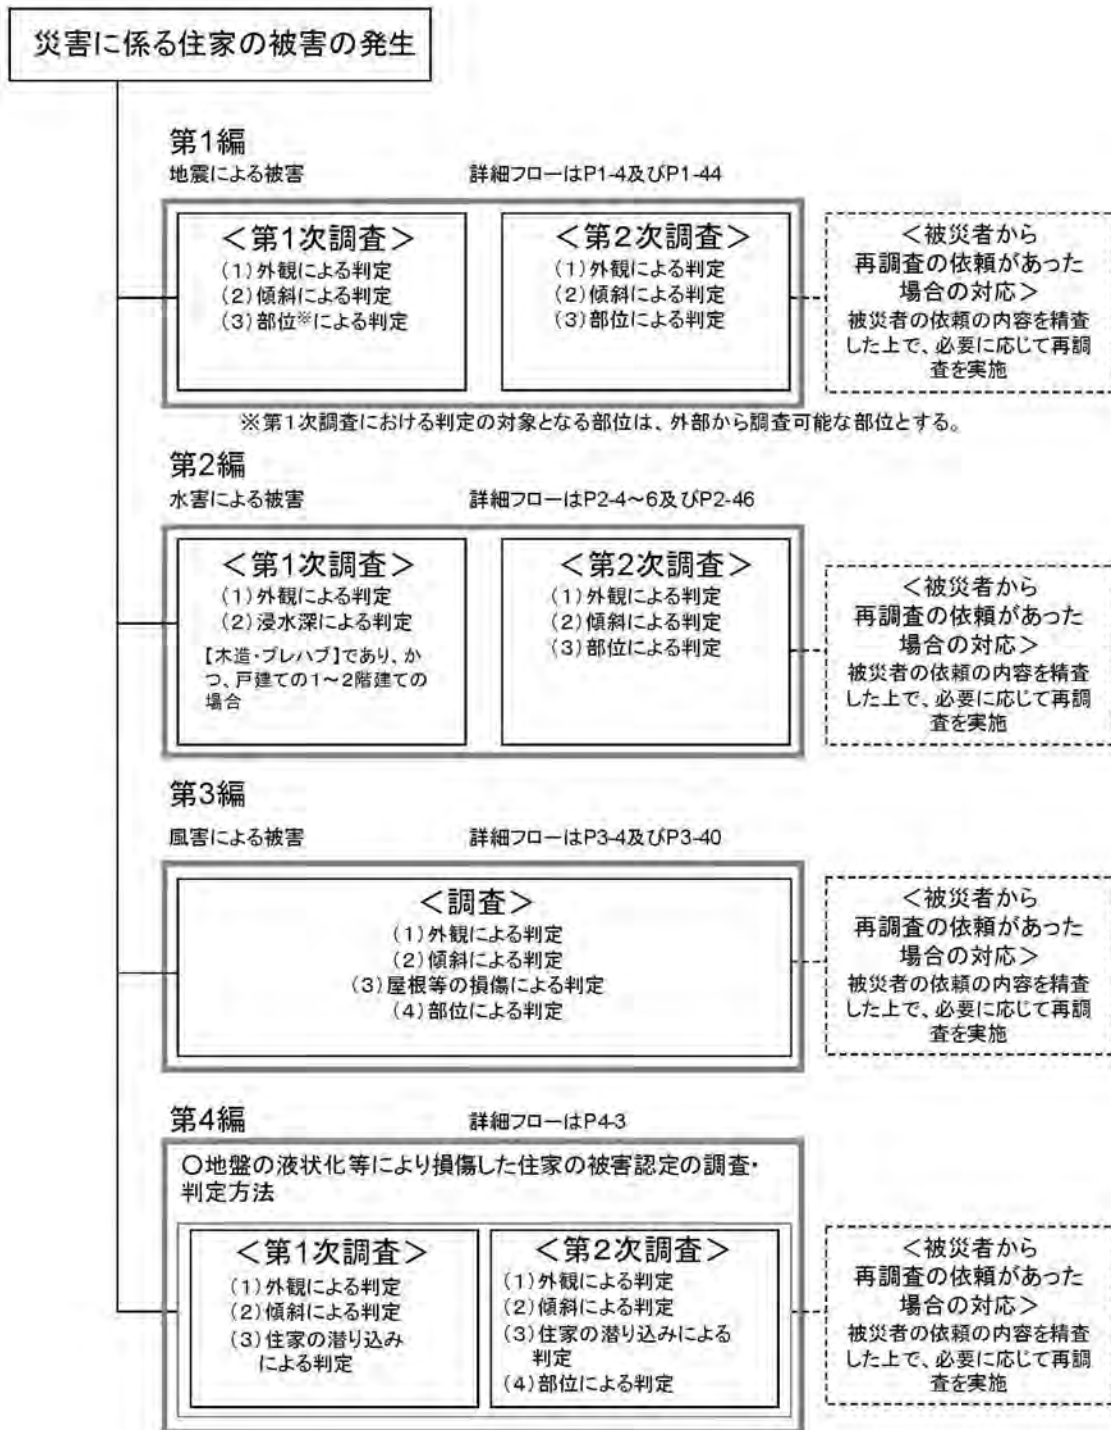 災害に係る住家の被害の発生
第1編
地震による被害
詳細フローはP1-4及びP1-44
＜第1次調査＞
(1)外観による判定
(2)傾斜による判定
(3)部位※による判定
＜第2次調査＞
(1)外観による判定
(2)傾斜による判定
(3)部位による判定
＜被災者から
再調査の依頼があった
場合の対応＞
被災者の依頼の内容を精査
した上で、必要に応じて再調
査を実施
※第1次調査における判定の対象となる部位は、外部から調査可能な部位とする。
第2編
水害による被害
詳細フローはP2-4～6及びP2-46
＜第1次調査＞
(1)外観による判定
(2)浸水深による判定
【木造・プレハブ】であり、か
つ、戸建ての1～2階建ての
場合
＜第2次調査＞
(1)外観による判定
(2)傾斜による判定
(3)部位による判定
＜被災者から
再調査の依頼があった
場合の対応＞
被災者の依頼の内容を精査
した上で、必要に応じて再調
査を実施
第3編
風害による被害
詳細フローはP3-4及びP3-40
＜調査＞
(1)外観による判定
(2)傾斜による判定
(3)屋根等の損傷による判定
(4)部位による判定
＜被災者から
再調査の依頼があった
場合の対応＞
被災者の依頼の内容を精査
した上で、必要に応じて再調
査を実施
第4編
詳細フローはP4-3
○地盤の液状化等により損傷した住家の被害認定の調査・
判定方法
＜第1次調査＞
(1)外観による判定
(2)傾斜による判定
(3)住家の潜り込み
による判定
＜第2次調査＞
(1)外観による判定
(2)傾斜による判定
(3)住家の潜り込みによる
判定
(4)部位による判定
＜被災者から
再調査の依頼があった
場合の対応＞
被災者の依頼の内容を精査
した上で、必要に応じて再調
査を実施